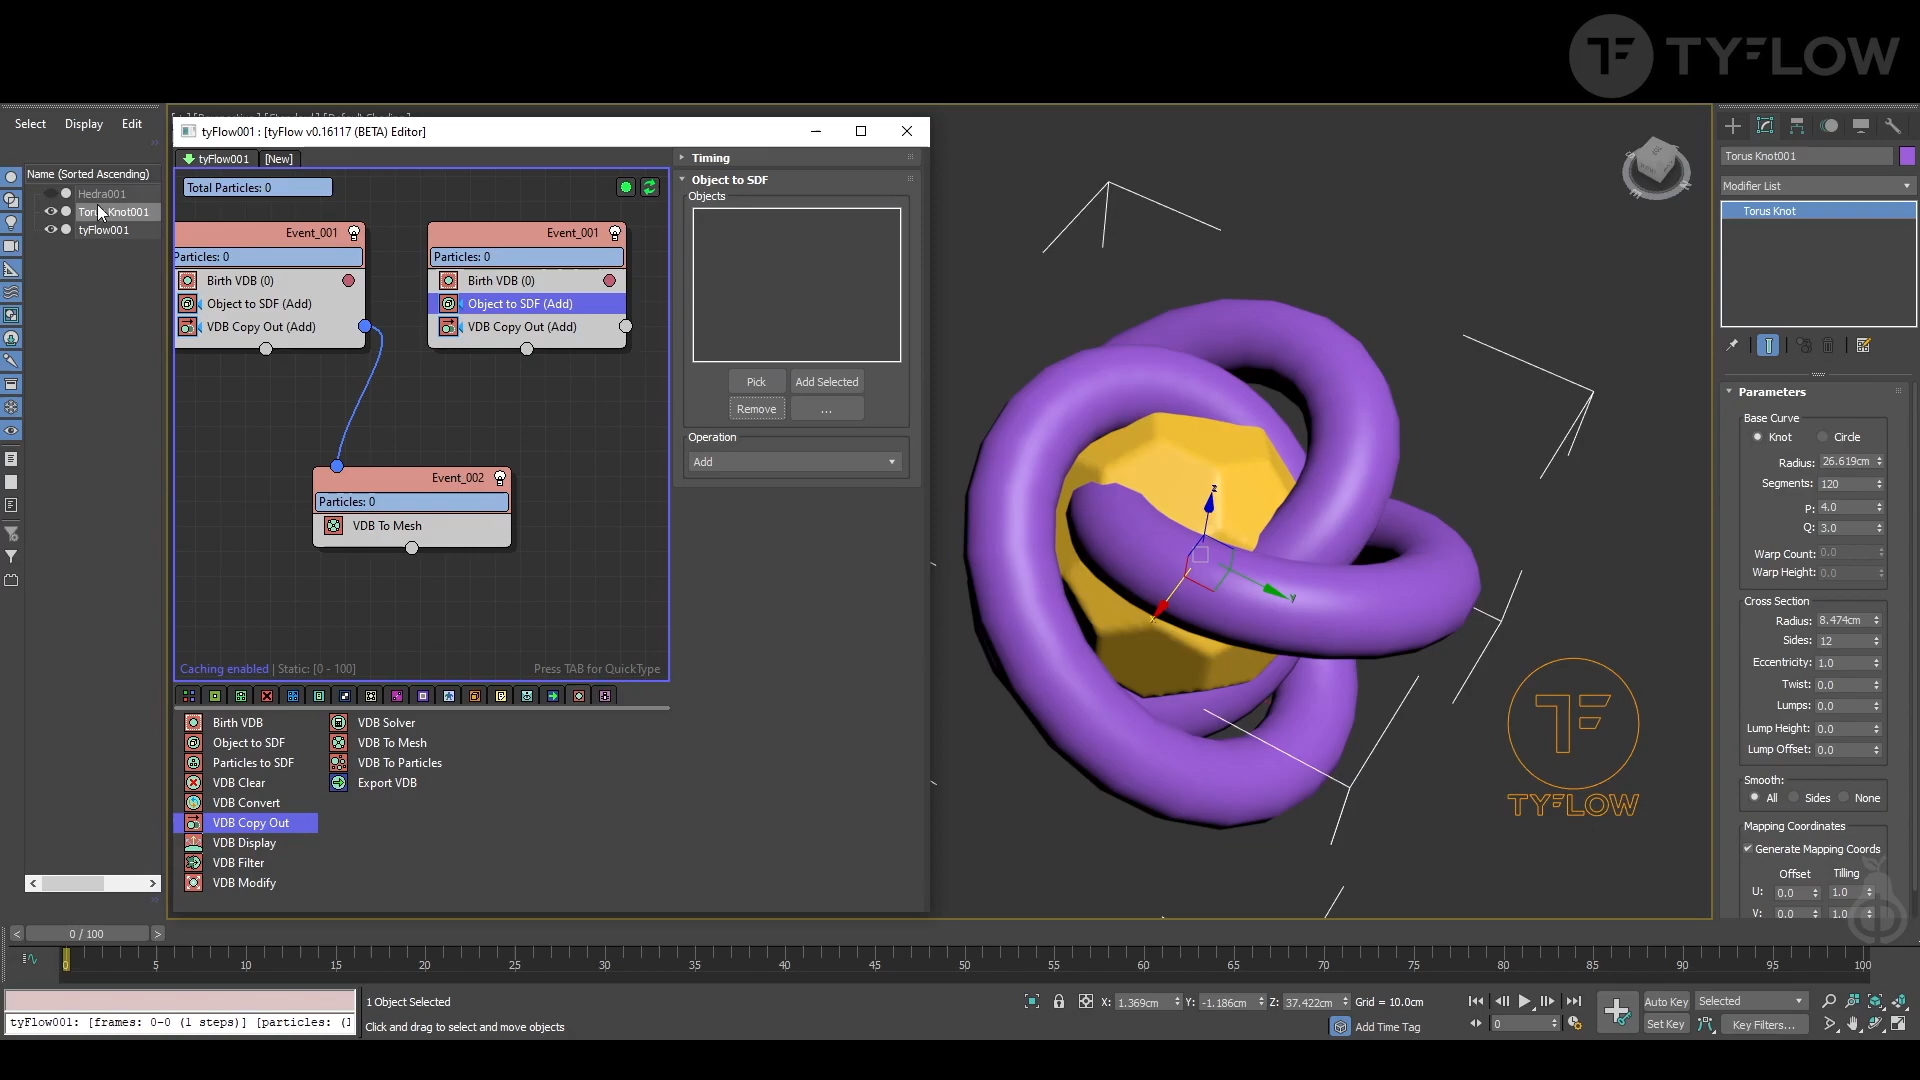 TYFLOW
Select
Display
Edit
Name (Sorted Ascending)
Hedra001
Torus Knot001
tyFlow001
tyFlow001 : [tyFlow v0.16117 (BETA) Editor]
tyFlow001
[New]
Total Particles: 0
Event_001
Particles: 0
Birth VDB (0)
Object to SDF (Add)
VDB Copy Out (Add)
Event_001
Particles: 0
Birth VDB (0)
Object to SDF (Add)
VDB Copy Out (Add)
Event_002
Particles: 0
VDB To Mesh
Caching enabled | Static: [0 - 100]
Press TAB for QuickType
Birth VDB
Object to SDF
Particles to SDF
VDB Clear
VDB Convert
VDB Copy Out
VDB Display
VDB Filter
VDB Modify
VDB Solver
VDB To Mesh
VDB To Particles
Export VDB
Timing
Object to SDF
Objects
Pick
Add Selected
Remove
...
Operation
Add
z
y
x
TYFLOW
Torus Knot001
Modifier List
Torus Knot
Parameters
Base Curve
Knot
Circle
Radius: 26.619cm
Segments: 120
P: 4.0
Q: 3.0
Warp Count: 0.0
Warp Height: 0.0
Cross Section
Radius: 8.474cm
Sides: 12
Eccentricity: 1.0
Twist: 0.0
Lumps: 0.0
Lump Height: 0.0
Lump Offset: 0.0
Smooth:
All
Sides
None
Mapping Coordinates
Generate Mapping Coords
Offset
Tilling
U: 0.0 1.0
V: 0.0 1.0
< 0 / 100 >
0 5 10 15 20 25 30 35 40 45 50 55 60 65 70 75 80 85 90 95 100
1 Object Selected
X: 1.369cm Y: -1.186cm Z: 37.422cm Grid = 10.0cm
Auto Key
Selected
tyFlow001: [frames: 0-0 (1 steps)] [particles: (1
Click and drag to select and move objects
Add Time Tag
0
Set Key
Key Filters...